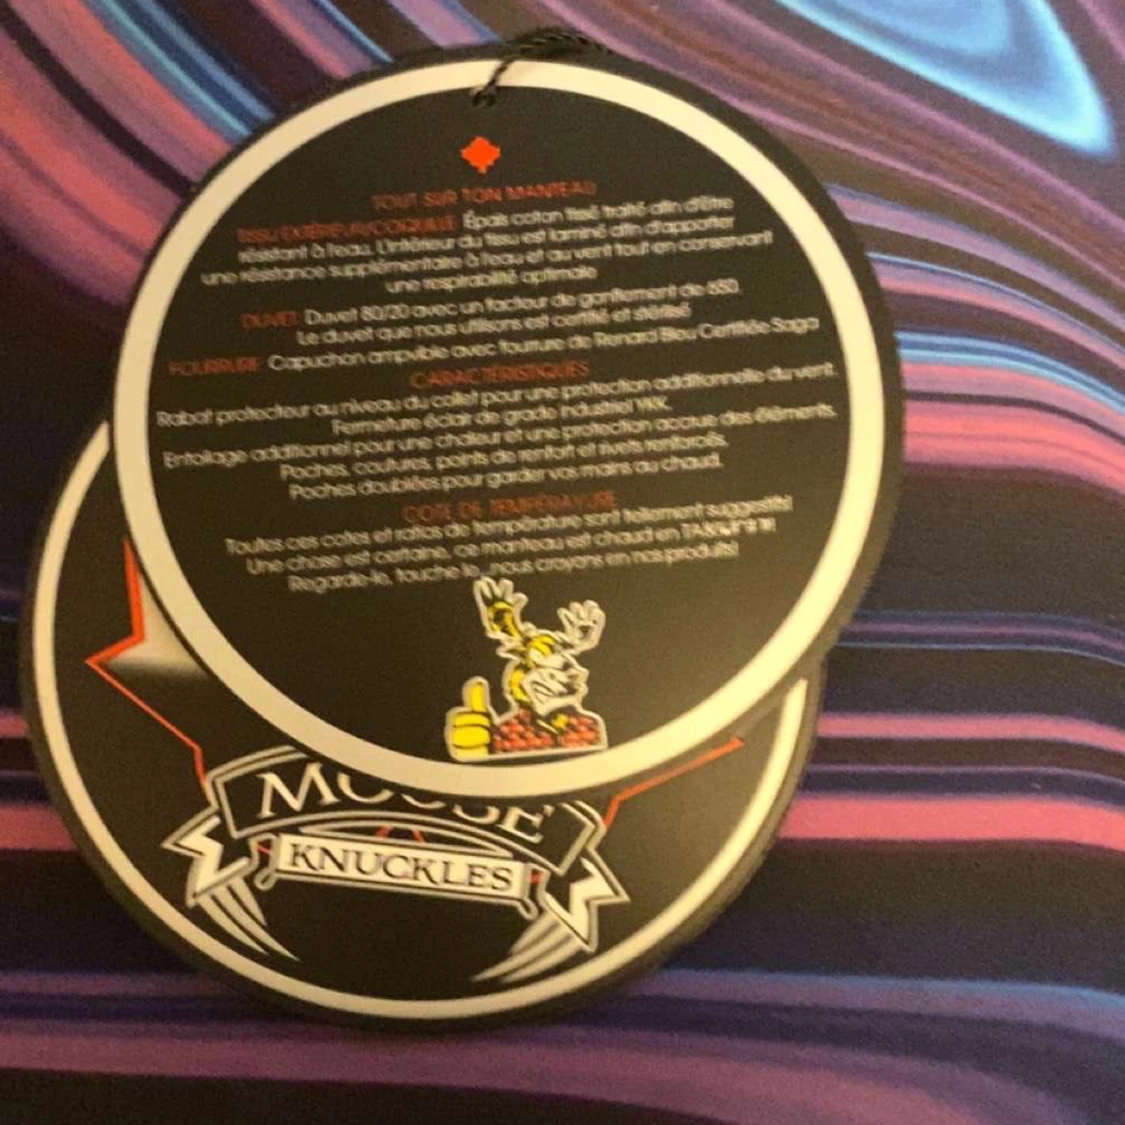 TOUT SUR TON MANTEAU
TISSU EXTÉRIEUR/COQUILLE: Épais coton tissé traité afin d'être
résistant à l'eau. L'intérieur du tissu est laminé afin d'apporter
une résistance supplémentaire à l'eau et au vent tout en conservant
une respirabilité optimale
DUVET: Duvet 80/20 avec un facteur de gonflement de 650.
Le duvet que nous utilisons est certifié et stérilisé
FOURRURE: Capuchon amovible avec fourrure de Renard Bleu Certifiée Saga
CARACTÉRISTIQUES
Rabat protecteur au niveau du collet pour une protection additionnelle du vent.
Fermeture éclair de grade industriel YKK.
Entoilage additionnel pour une chaleur et une protection accrue des éléments.
Poches, coutures, points de renfort et rivets renforcés.
Poches doublées pour garder vos mains au chaud.
COTE DE TEMPÉRATURE
Toutes ces cotes et ratios de température sont tellement suggestifs!
Une chose est certaine, ce manteau est chaud en
Regarde-le, touche le...nous croyons en nos produits!
MOOSE
KNUCKLES